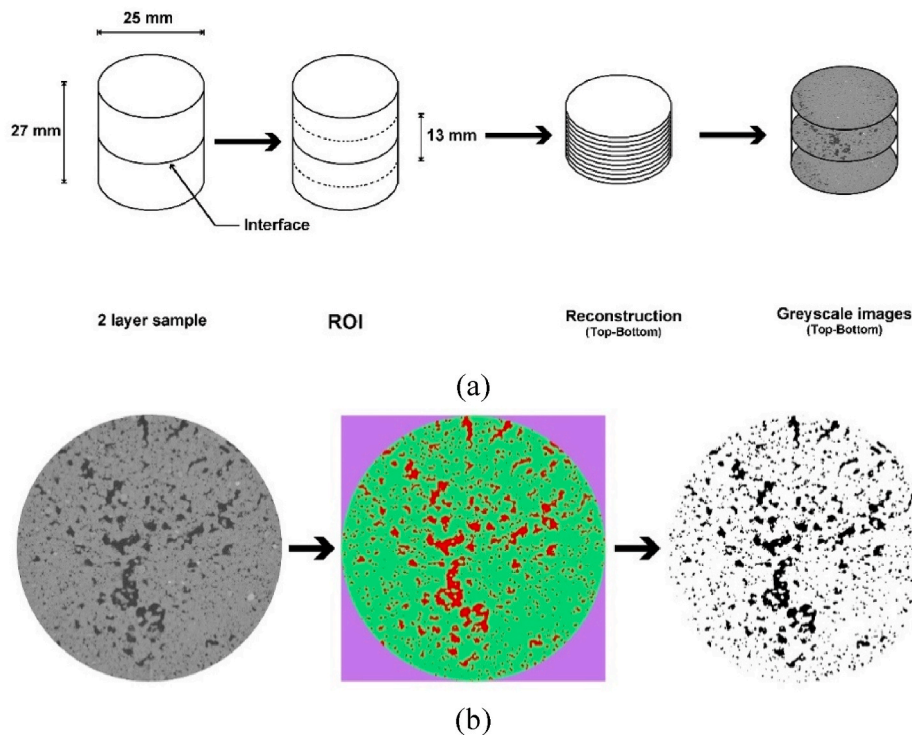 25 mm
27 mm
13 mm
Interface
2 layer sample
ROI
Reconstruction
(Top-Bottom)
Greyscale images
(Top-Bottom)
(a)
(b)